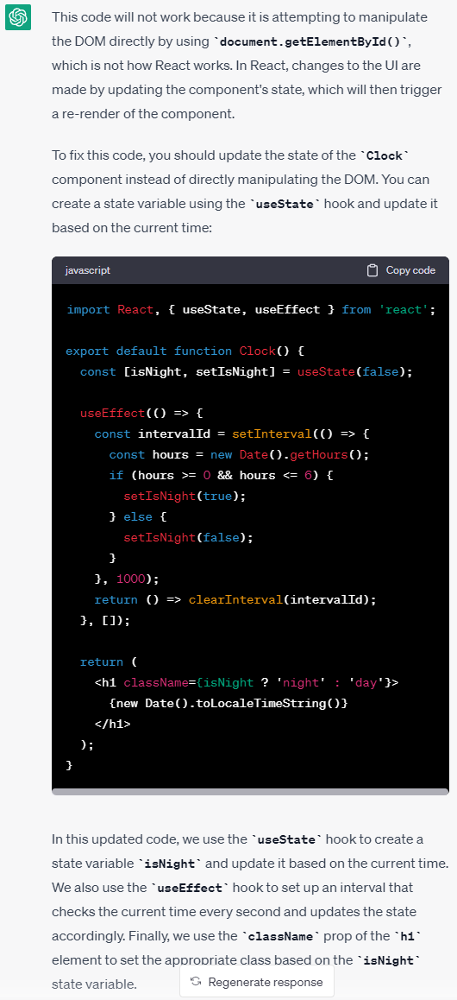 This code will not work because it is attempting to manipulate
the DOM directly by using `document.getElementById()`,
which is not how React works. In React, changes to the UI are
made by updating the component's state, which will then trigger
a re-render of the component.
To fix this code, you should update the state of the `Clock`
component instead of directly manipulating the DOM. You can
create a state variable using the `useState` hook and update it
based on the current time:
javascript Copy code
import React, { useState, useEffect } from 'react';
export default function Clock() {
  const [isNight, setIsNight] = useState(false);
  useEffect(() => {
    const intervalId = setInterval(() => {
      const hours = new Date().getHours();
      if (hours >= 0 && hours <= 6) {
        setIsNight(true);
      } else {
        setIsNight(false);
      }
    }, 1000);
    return () => clearInterval(intervalId);
  }, []);
  return (
    <h1 className={isNight ? 'night' : 'day'}>
      {new Date().toLocaleTimeString()}
    </h1>
  );
}
In this updated code, we use the `useState` hook to create a
state variable `isNight` and update it based on the current time.
We also use the `useEffect` hook to set up an interval that
checks the current time every second and updates the state
accordingly. Finally, we use the `className` prop of the `h1`
element to set the appropriate class based on the `isNight`
state variable.
Regenerate response